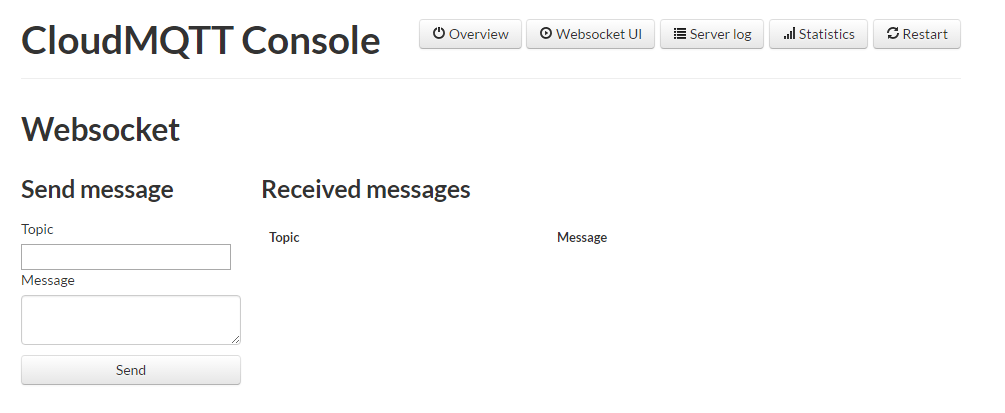 CloudMQTT Console
Overview
Websocket UI
Server log
Statistics
Restart
Websocket
Send message
Received messages
Topic
Topic
Message
Message
Send